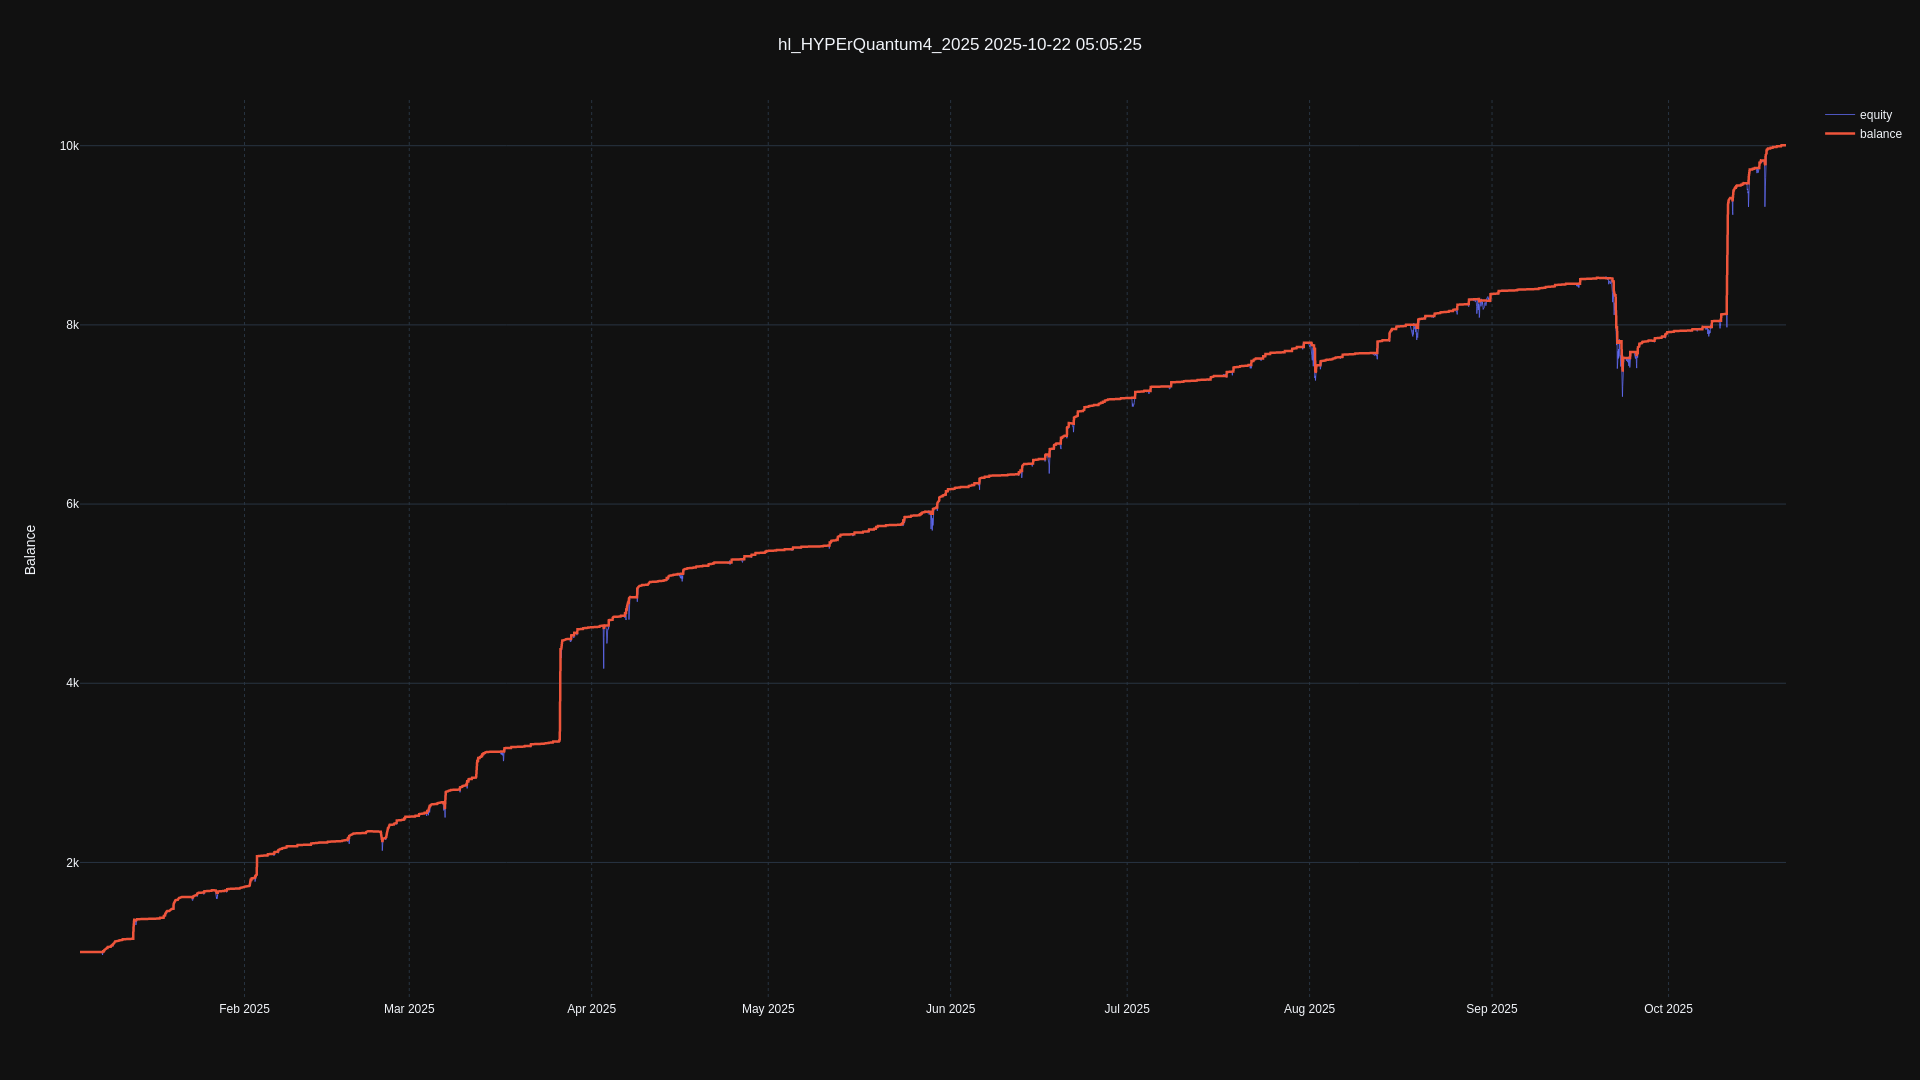 hl_HYPErQuantum4_2025 2025-10-22 05:05:25
equity
balance
10k
8k
6k
4k
2k
Balance
Feb 2025
Mar 2025
Apr 2025
May 2025
Jun 2025
Jul 2025
Aug 2025
Sep 2025
Oct 2025